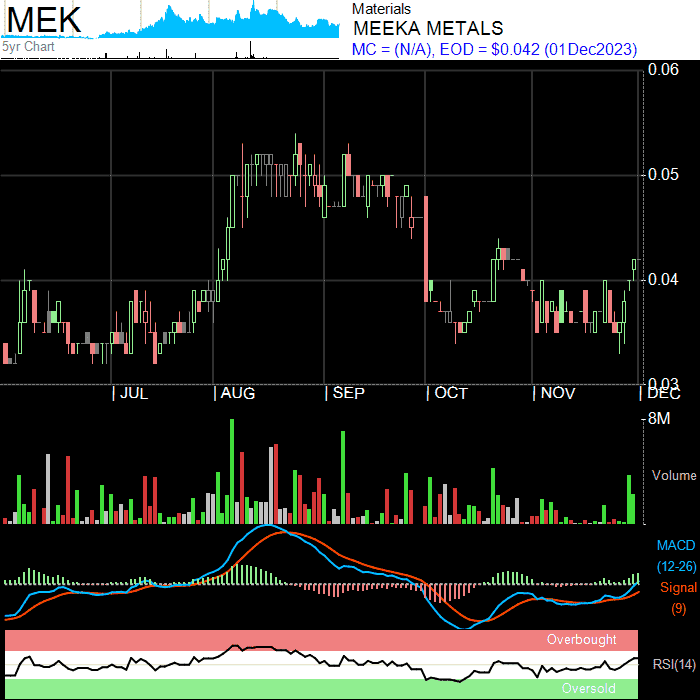 MEK
5yr Chart
Materials
MEEKA METALS
MC = (N/A), EOD = $0.042 (01Dec2023)
0.06
0.05
0.04
0.03
JUL AUG SEP OCT NOV DEC
8M
Volume
MACD
(12-26)
Signal
(9)
Overbought
RSI(14)
Oversold